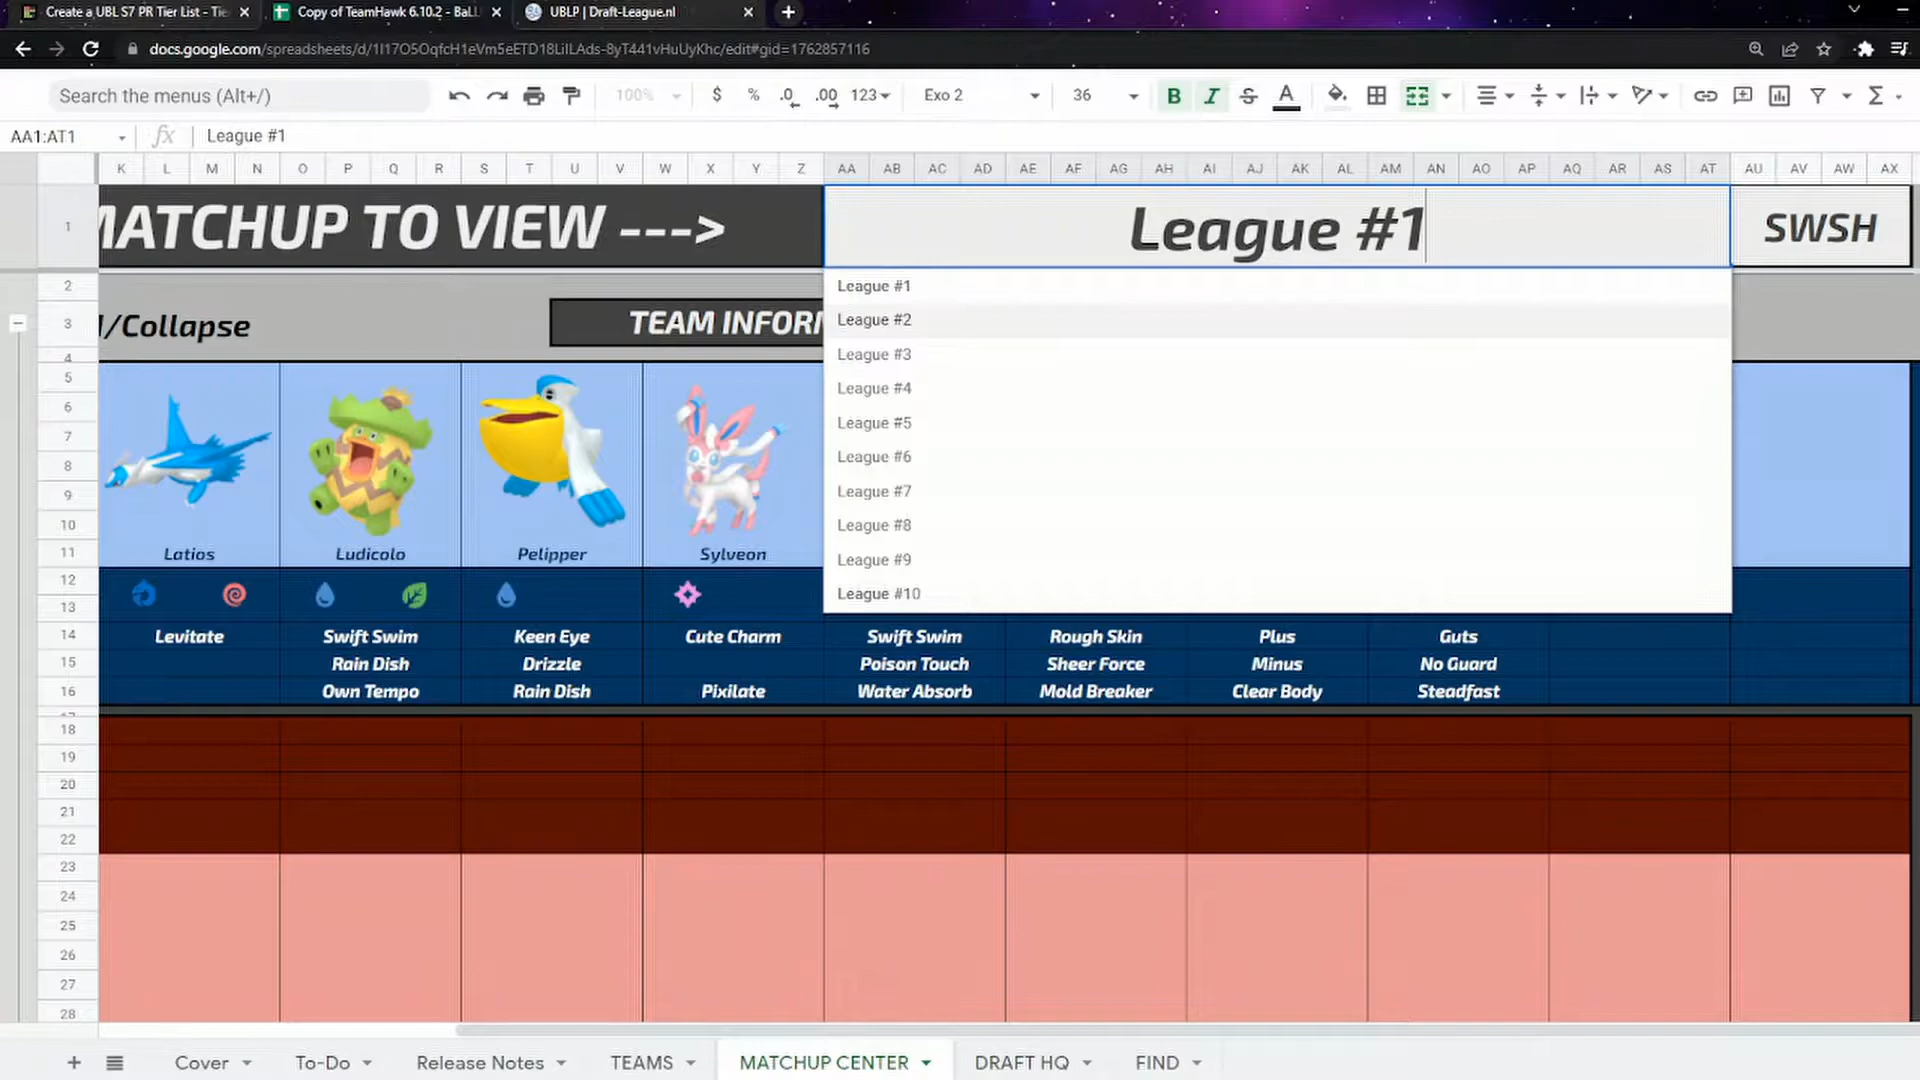 Create a UBL S7 PR Tier List - Tie
Copy of TeamHawk 6.10.2 - BaLL
UBLP | Draft-League.nl
docs.google.com/spreadsheets/d/1I17O5OqfcH1eVm5eETD18LiILAds-8yT441vHuUyKhc/edit#gid=1762857116
Search the menus (Alt+/)
100%
$ % .0 .00 123
Exo 2
36
B I S A
AA1:AT1
fx League #1
K L M N O P Q R S T U V W X Y Z AA AB AC AD AE AF AG AH AI AJ AK AL AM AN AO AP AQ AR AS AT AU AV AW AX
1
MATCHUP TO VIEW --->
League #1
SWSH
2
3
/Collapse
TEAM INFOR
4
5
6
7
8
9
10
11
League #1
League #2
League #3
League #4
League #5
League #6
League #7
League #8
League #9
League #10
Latios Ludicolo Pelipper Sylveon
12
13
14 Levitate Swift Swim Keen Eye Cute Charm Swift Swim Rough Skin Plus Guts
15 Rain Dish Drizzle Poison Touch Sheer Force Minus No Guard
16 Own Tempo Rain Dish Pixilate Water Absorb Mold Breaker Clear Body Steadfast
18
19
20
21
22
23
24
25
26
27
28
+ Cover To-Do Release Notes TEAMS MATCHUP CENTER DRAFT HQ FIND